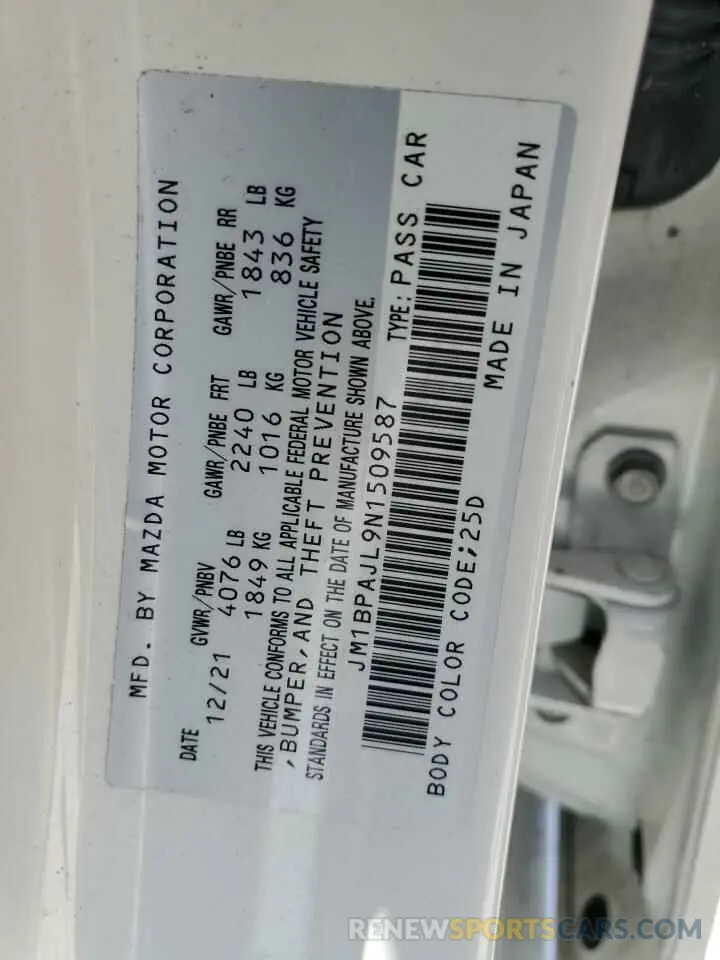 MFD. BY MAZDA MOTOR CORPORATION
DATE GVWR/PNBV GAWR/PNBE FRT GAWR/PNBE RR
12/21 4076 LB 2240 LB 1843 LB
1849 KG 1016 KG 836 KG
THIS VEHICLE CONFORMS TO ALL APPLICABLE FEDERAL MOTOR VEHICLE SAFETY
,BUMPER,AND THEFT PREVENTION
STANDARDS IN EFFECT ON THE DATE OF MANUFACTURE SHOWN ABOVE.
JM1BPAJL9N1509587 TYPE:PASS CAR
BODY COLOR CODE;25D MADE IN JAPAN
RENEWSPORTSCARS.COM